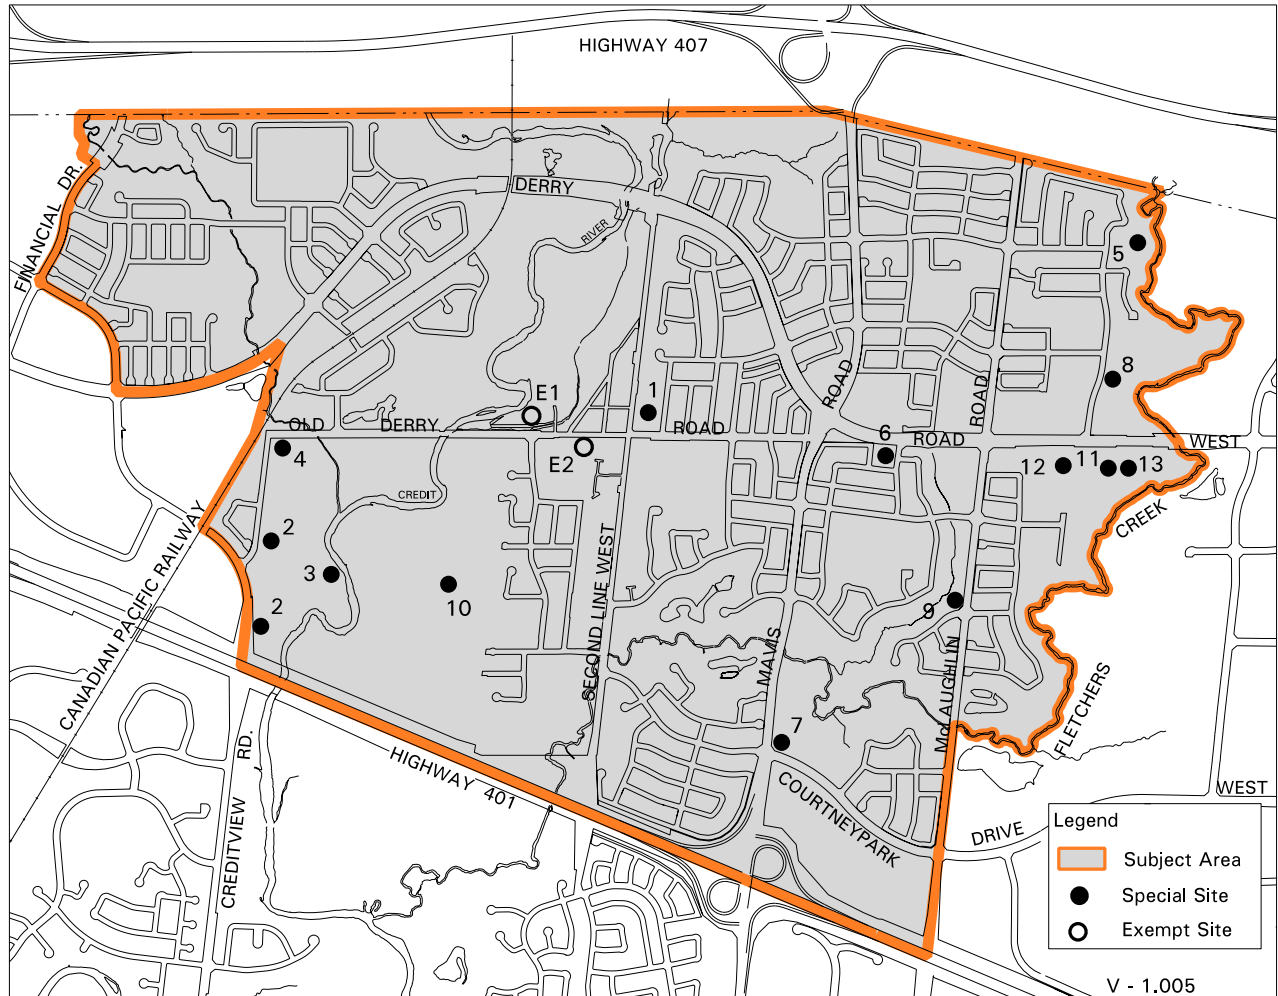 HIGHWAY 407
FINANCIAL DR.
DERRY
RIVER
5
ROAD
ROAD
8
E1
1
OLD DERRY ROAD
6
ROAD
WEST
E2
4
12
11
13
CREDIT
CREEK
2
3
10
SECOND LINE WEST
9
2
CANADIAN PACIFIC RAILWAY
MAVIS
McLAUGHLIN
FLETCHERS
7
CREDITVIEW RD.
HIGHWAY 401
COURTNEYPARK
DRIVE
WEST
Legend
Subject Area
Special Site
Exempt Site
V - 1.005